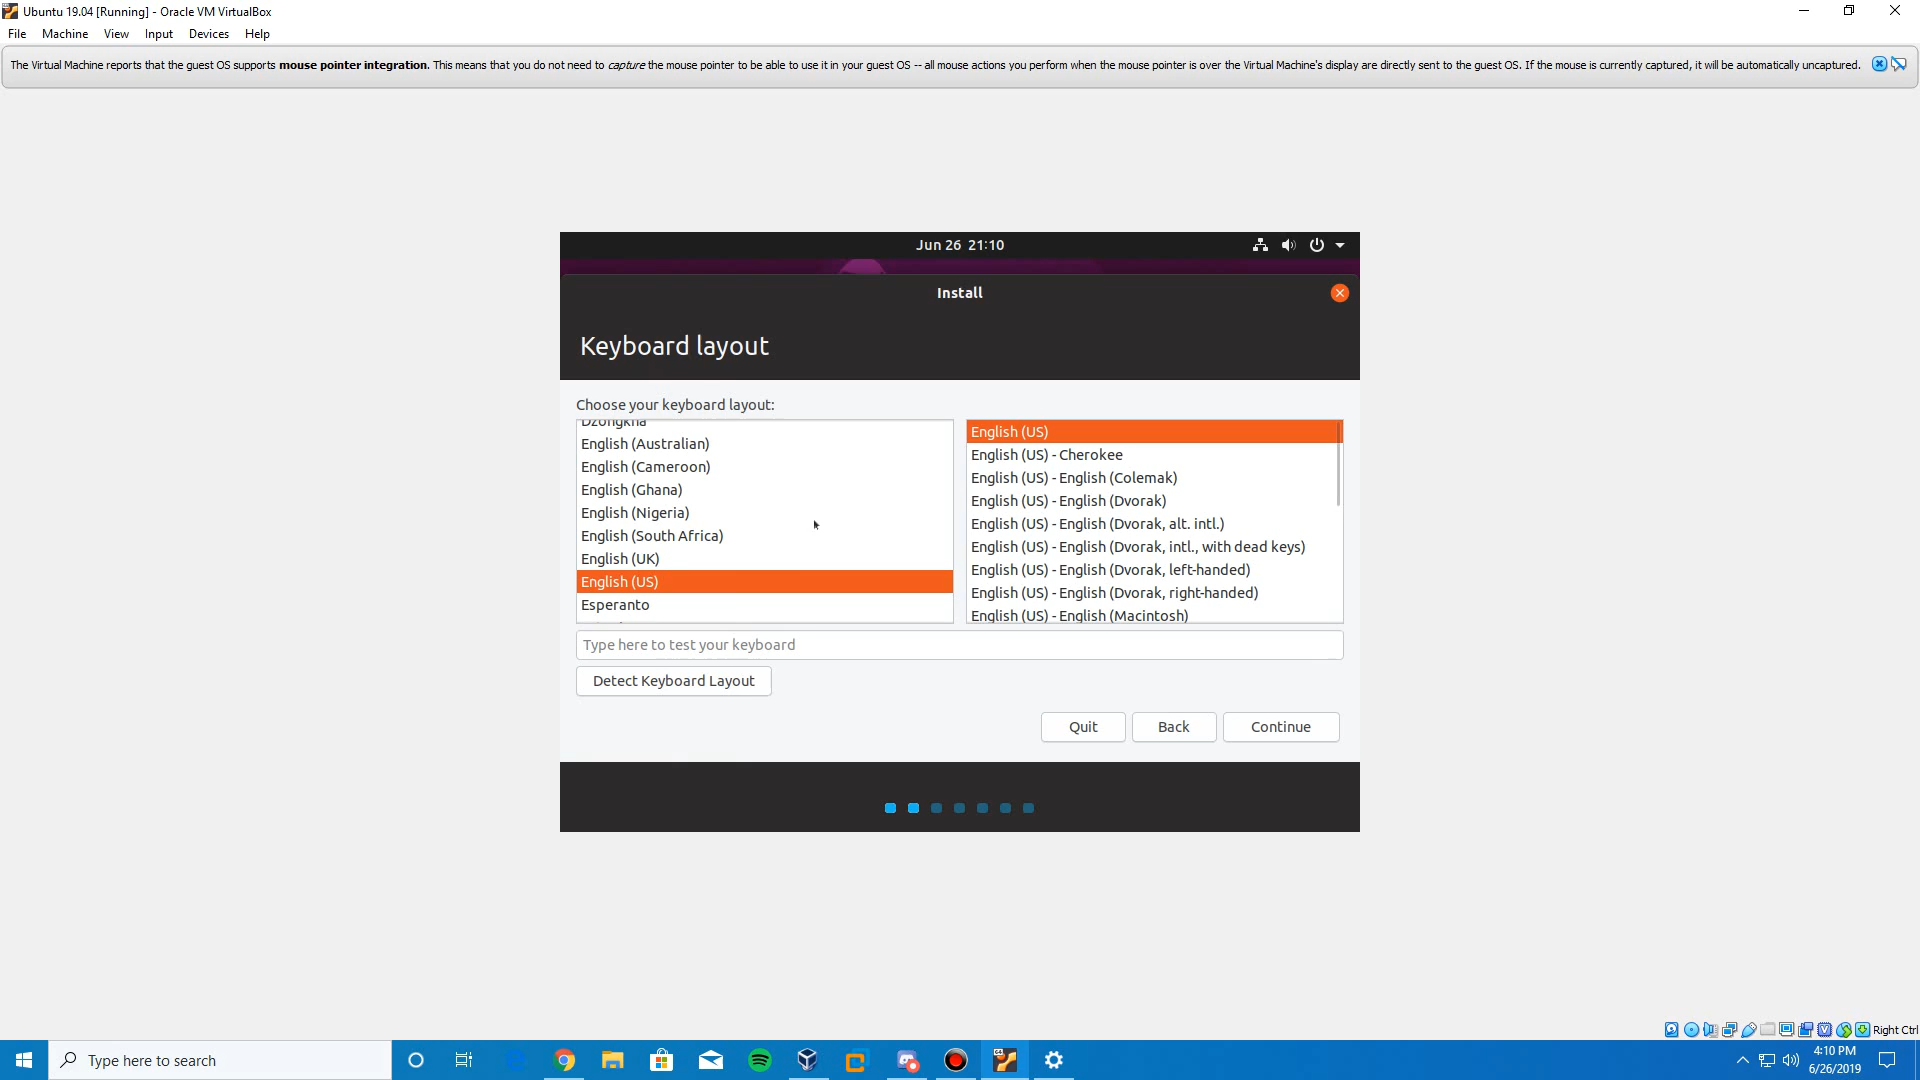 Ubuntu 19.04 [Running] - Oracle VM VirtualBox
File Machine View Input Devices Help
The Virtual Machine reports that the guest OS supports mouse pointer integration. This means that you do not need to capture the mouse pointer to be able to use it in your guest OS -- all mouse actions you perform when the mouse pointer is over the Virtual Machine's display are directly sent to the guest OS. If the mouse is currently captured, it will be automatically uncaptured.
Jun 26 21:10
Install
Keyboard layout
Choose your keyboard layout:
Dzongkha
English (Australian)
English (Cameroon)
English (Ghana)
English (Nigeria)
English (South Africa)
English (UK)
English (US)
Esperanto
English (US)
English (US) - Cherokee
English (US) - English (Colemak)
English (US) - English (Dvorak)
English (US) - English (Dvorak, alt. intl.)
English (US) - English (Dvorak, intl., with dead keys)
English (US) - English (Dvorak, left-handed)
English (US) - English (Dvorak, right-handed)
English (US) - English (Macintosh)
Type here to test your keyboard
Detect Keyboard Layout
Quit Back Continue
Right Ctrl
Type here to search
4:10 PM
6/26/2019